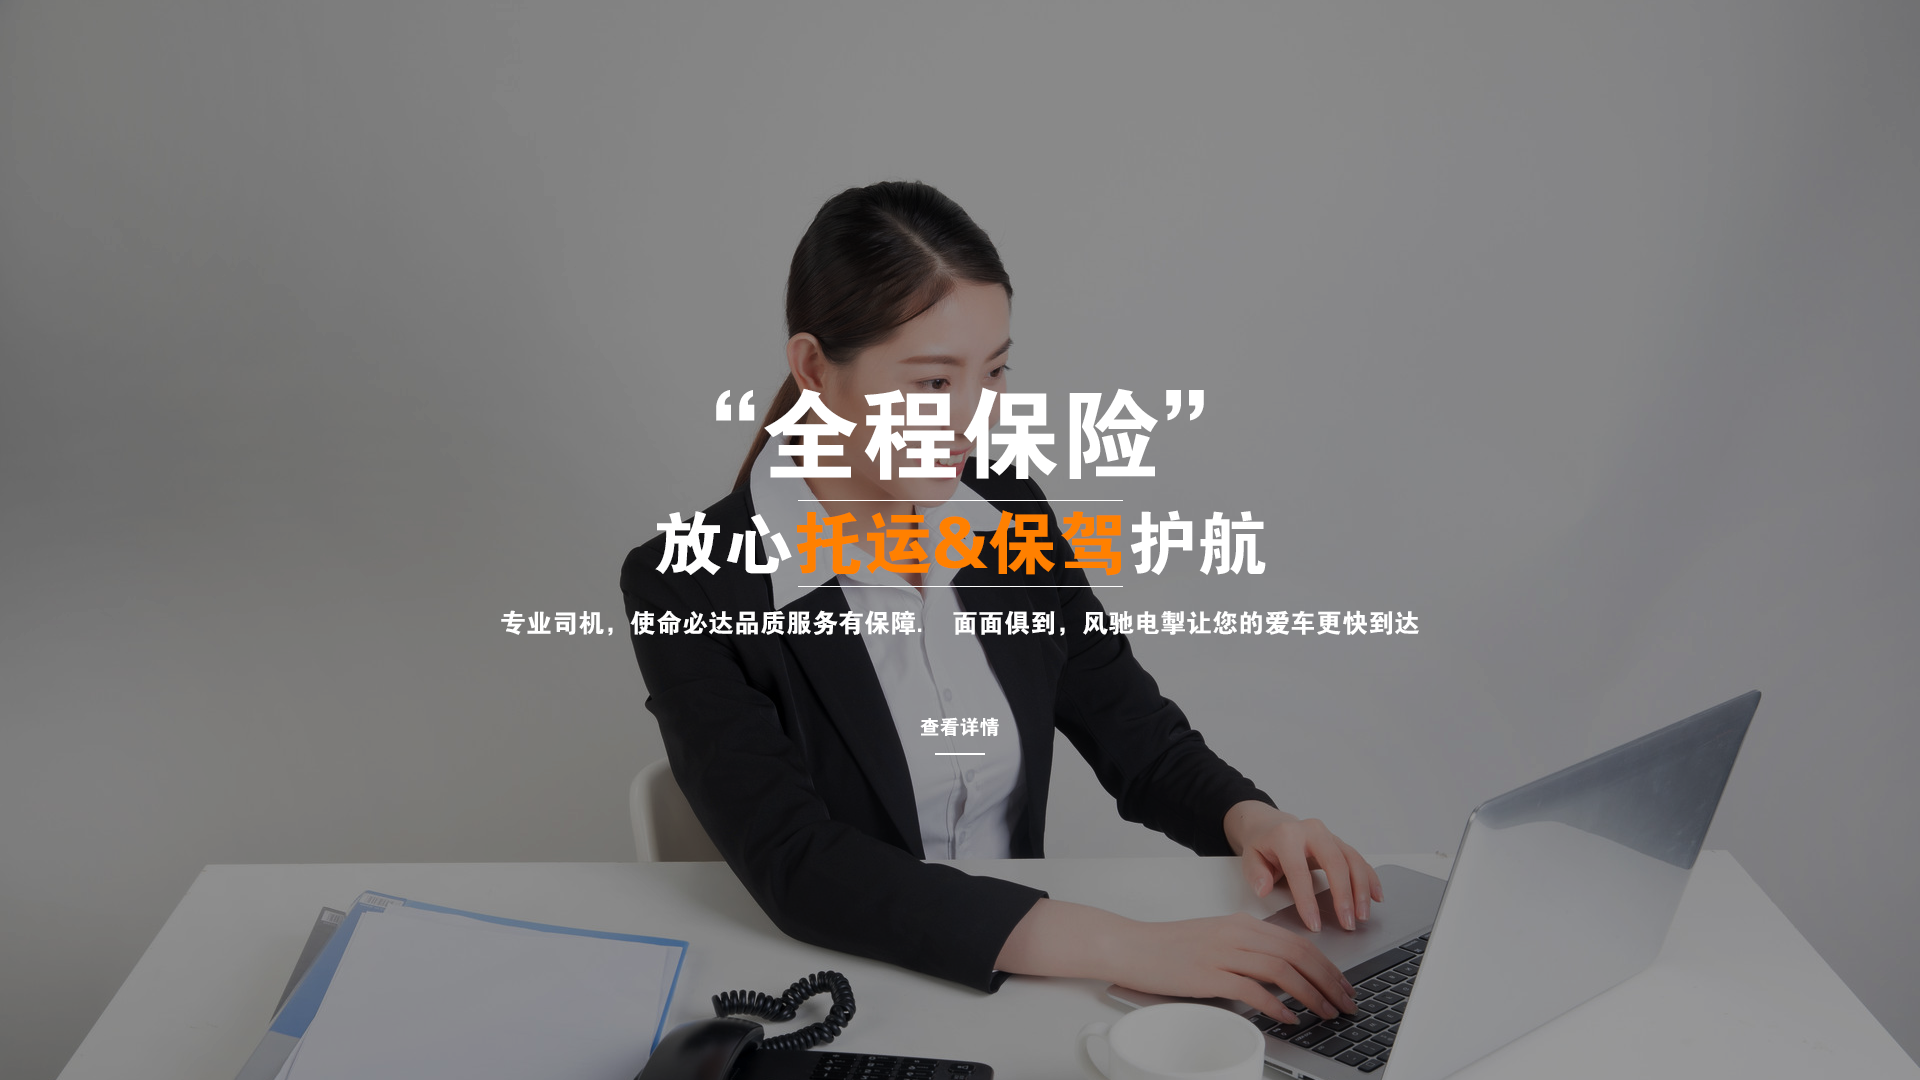 “全程保险”
放心托运&保驾护航
专业司机，使命必达品质服务有保障.　面面俱到，风驰电掣让您的爱车更快到达
查看详情